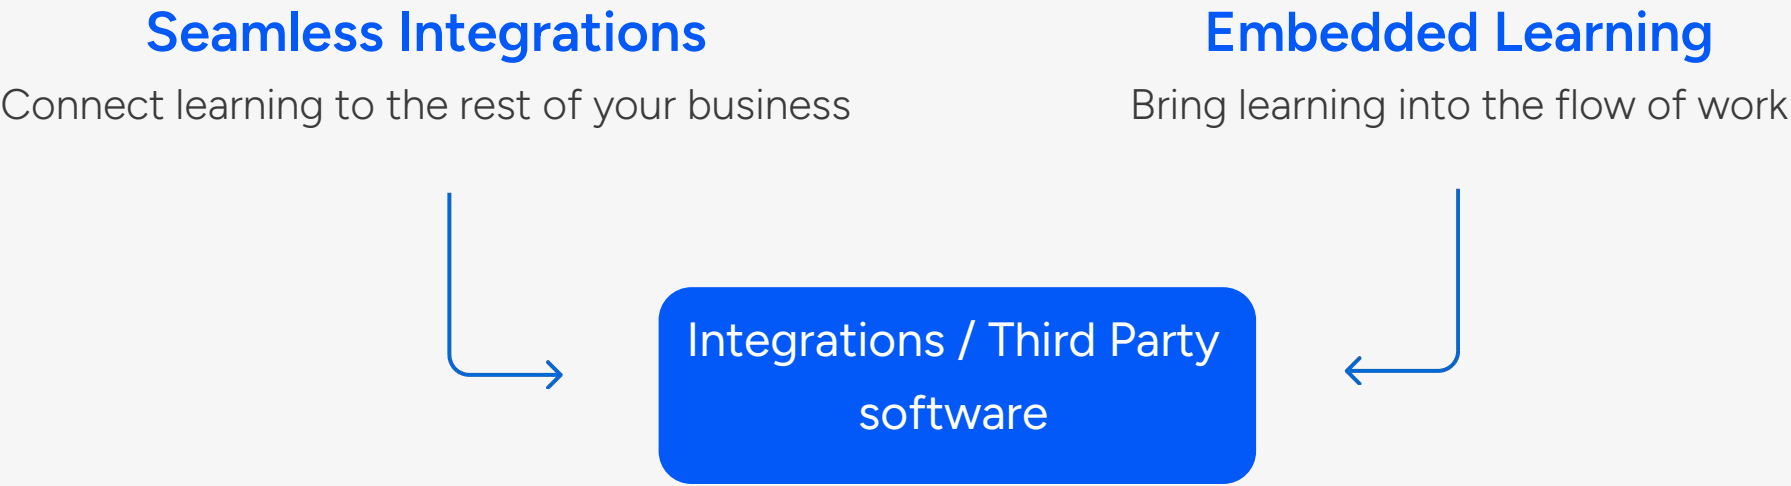 Seamless Integrations
Connect learning to the rest of your business
Embedded Learning
Bring learning into the flow of work
Integrations / Third Party
software